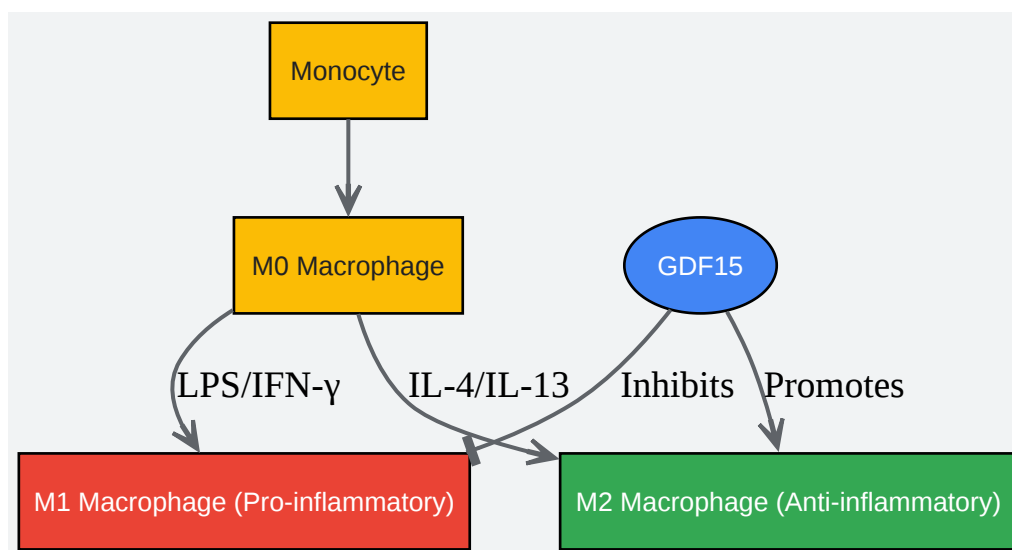 Monocyte
M0 Macrophage
GDF15
LPS/IFN-γ
IL-4/IL-13
Inhibits
Promotes
M1 Macrophage (Pro-inflammatory)
M2 Macrophage (Anti-inflammatory)